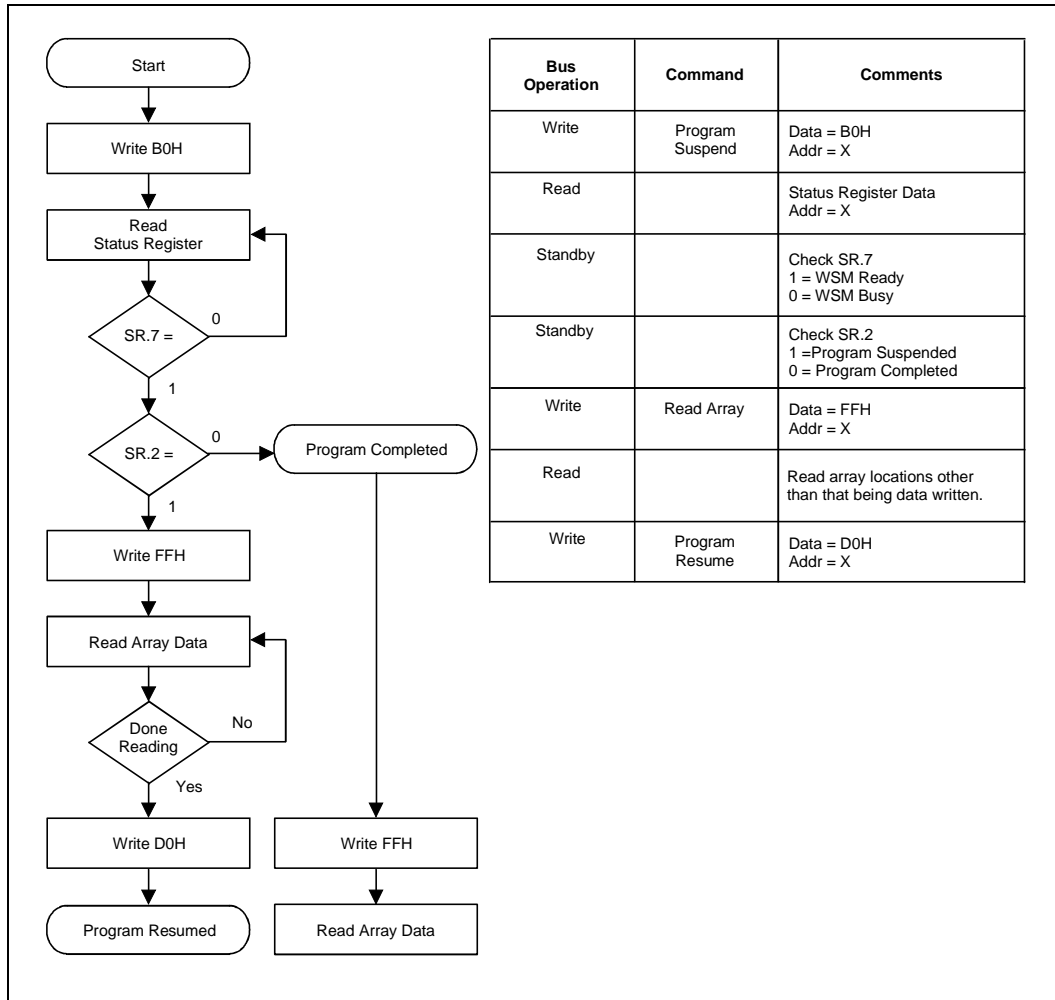 Start
Write B0H
Read
Status Register
SR.7 =
0
1
SR.2 =
0
Program Completed
1
Write FFH
Read Array Data
Done
Reading
No
Yes
Write D0H
Write FFH
Program Resumed
Read Array Data
Bus
Operation
Command
Comments
Write
Program
Suspend
Data = B0H
Addr = X
Read
Status Register Data
Addr = X
Standby
Check SR.7
1 = WSM Ready
0 = WSM Busy
Standby
Check SR.2
1 =Program Suspended
0 = Program Completed
Write
Read Array
Data = FFH
Addr = X
Read
Read array locations other
than that being data written.
Write
Program
Resume
Data = D0H
Addr = X